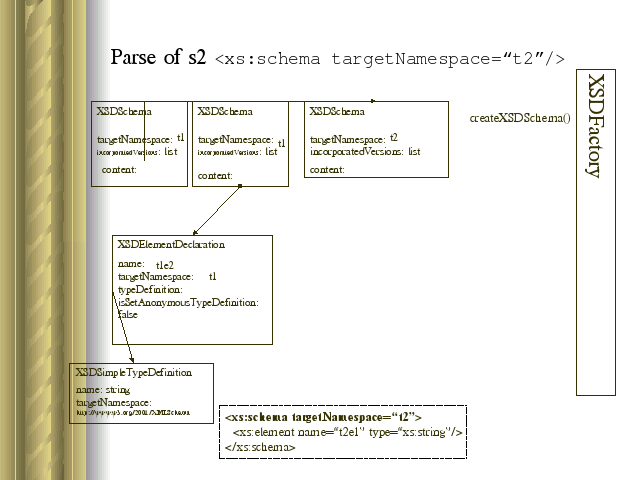 Parse of s2 <xs:schema targetNamespace=“t2”/>
XSDSchema
targetNamespace: t1
incorporatedVersions: list
content:
XSDSchema
targetNamespace: t1
incorporatedVersions: list
content:
XSDSchema
targetNamespace: t2
incorporatedVersions: list
content:
createXSDSchema()
XSDFactory
XSDElementDeclaration
name: t1e2
targetNamespace: t1
typeDefinition:
isSetAnonymousTypeDefinition:
false
XSDSimpleTypeDefinition
name: string
targetNamespace:
http://www.w3.org/2001/XMLSchema
<xs:schema targetNamespace=“t2”>
<xs:element name=“t2e1” type=“xs:string”/>
</xs:schema>